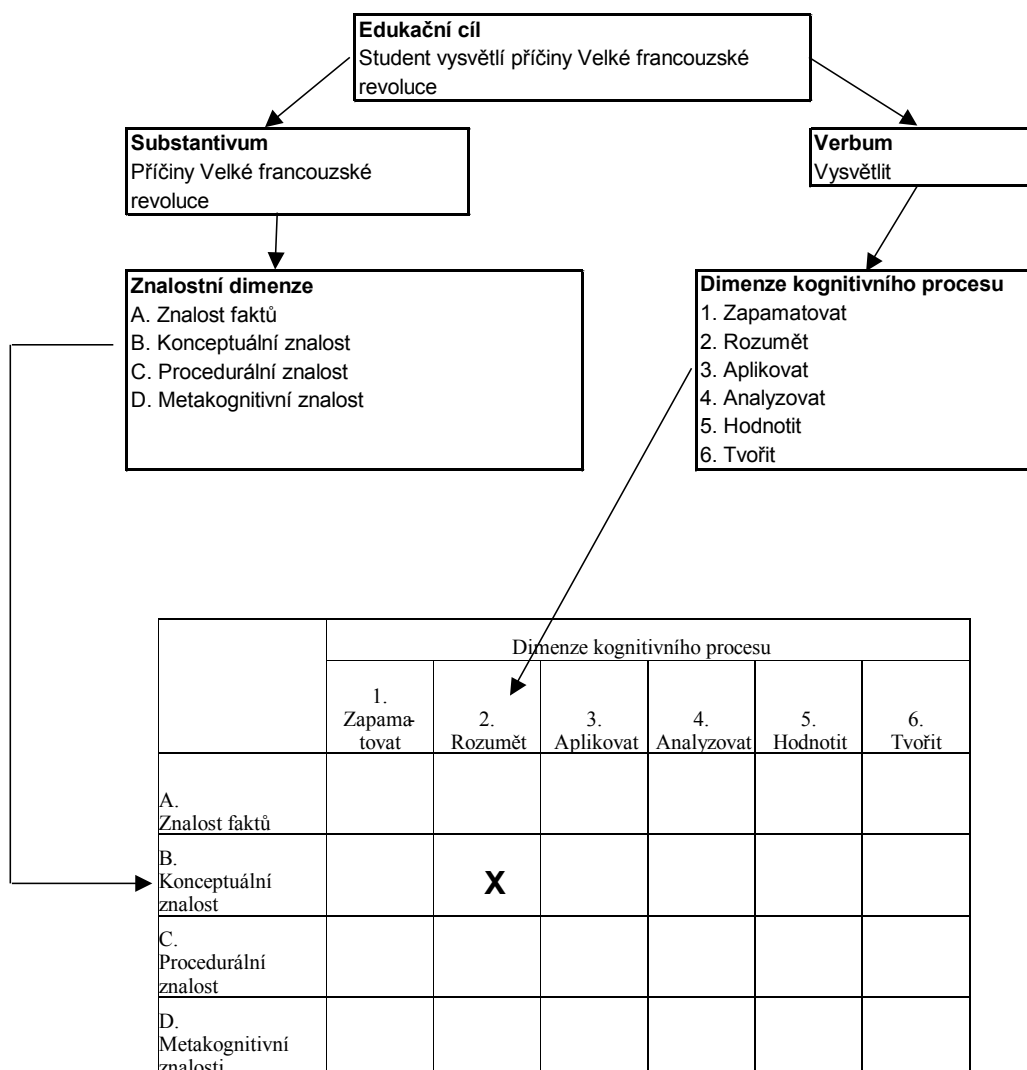 Edukační cíl
Student vysvětlí příčiny Velké francouzské
revoluce
Substantivum
Příčiny Velké francouzské
revoluce
Verbum
Vysvětlit
Znalostní dimenze
A. Znalost faktů
B. Konceptuální znalost
C. Procedurální znalost
D. Metakognitivní znalost
Dimenze kognitivního procesu
1. Zapamatovat
2. Rozumět
3. Aplikovat
4. Analyzovat
5. Hodnotit
6. Tvořit
Dimenze kognitivního procesu
1.
Zapama-
tovat
2.
Rozumět
3.
Aplikovat
4.
Analyzovat
5.
Hodnotit
6.
Tvořit
A.
Znalost faktů
B.
Konceptuální
znalost
X
C.
Procedurální
znalost
D.
Metakognitivní
znalosti